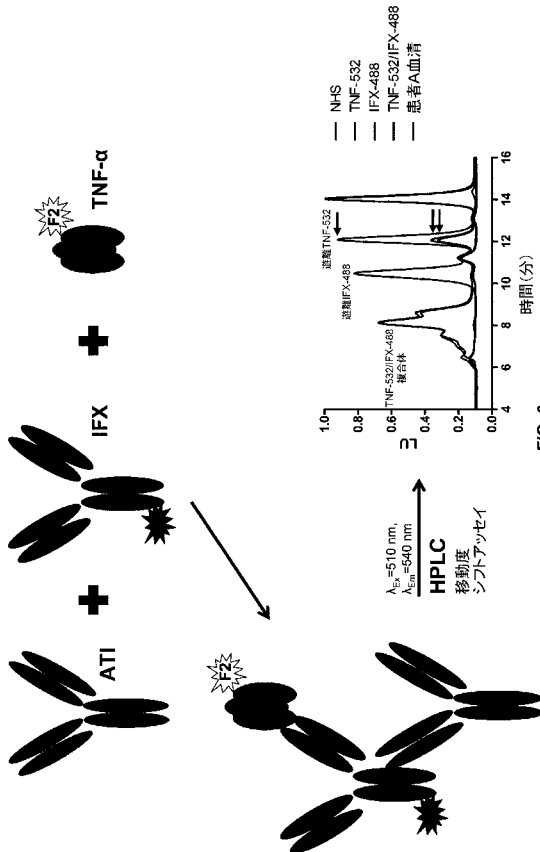 ATI
IFX
F2
TNF-α
F2
λEx=510 nm,
λEm=540 nm
HPLC
移動度
シフトアッセイ
LU
1.0
0.8
0.6
0.4
0.2
0.0
4
6
8
10
12
14
16
時間(分)
TNF-532/IFX-488
複合体
遊離IFX-488
遊離TNF-532
NHS
TNF-532
IFX-488
TNF-532/IFX-488
患者A血清